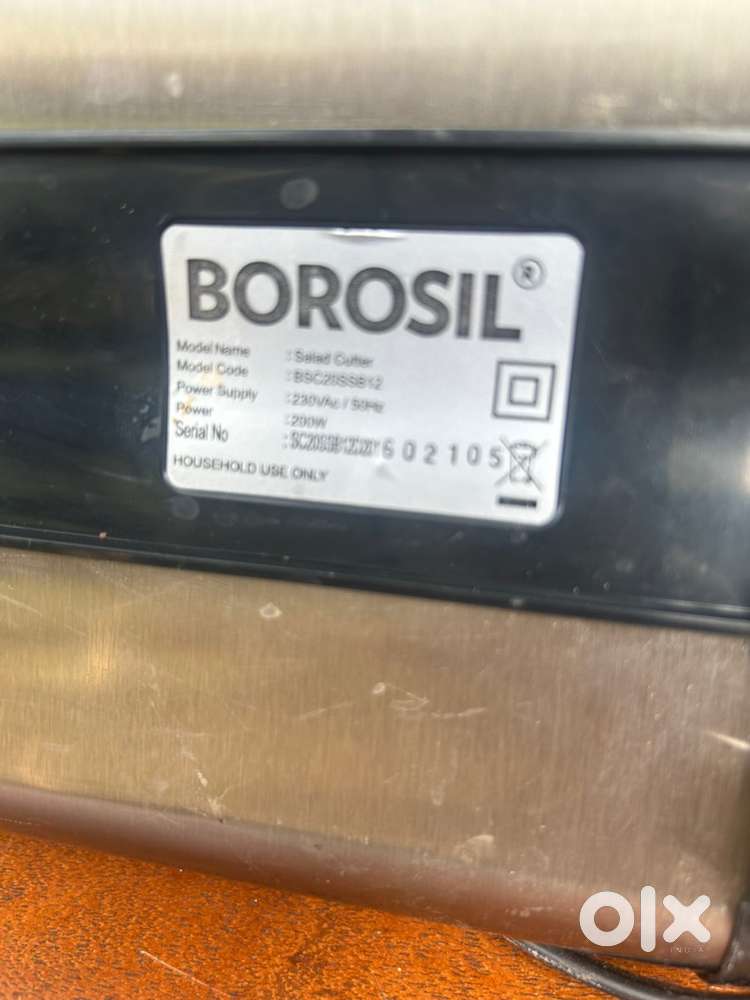 BOROSIL®
Model Name : Salad Cutter
Model Code : BSC20SSB12
Power Supply : 230VAc / 50Hz
Power : 200W
Serial No : 602105
HOUSEHOLD USE ONLY
olx
INDIA